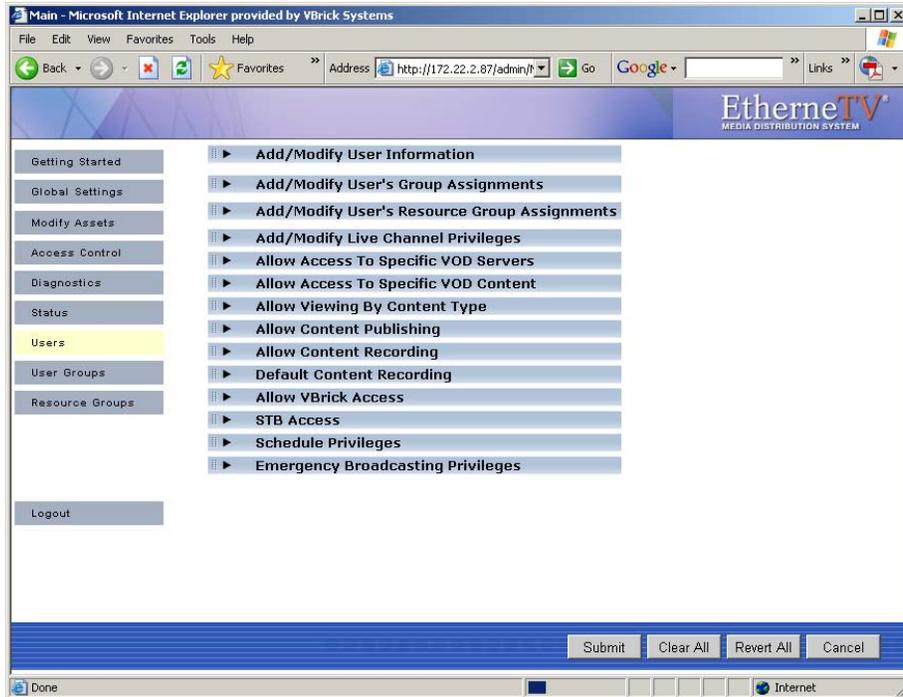 Main - Microsoft Internet Explorer provided by VBrick Systems
File Edit View Favorites Tools Help
Back Favorites » Address http://172.22.2.87/admin/ Go Google » Links »
EtherneTV®
MEDIA DISTRIBUTION SYSTEM
Getting Started
Global Settings
Modify Assets
Access Control
Diagnostics
Status
Users
User Groups
Resource Groups
Logout
Add/Modify User Information
Add/Modify User's Group Assignments
Add/Modify User's Resource Group Assignments
Add/Modify Live Channel Privileges
Allow Access To Specific VOD Servers
Allow Access To Specific VOD Content
Allow Viewing By Content Type
Allow Content Publishing
Allow Content Recording
Default Content Recording
Allow VBrick Access
STB Access
Schedule Privileges
Emergency Broadcasting Privileges
Submit Clear All Revert All Cancel
Done Internet